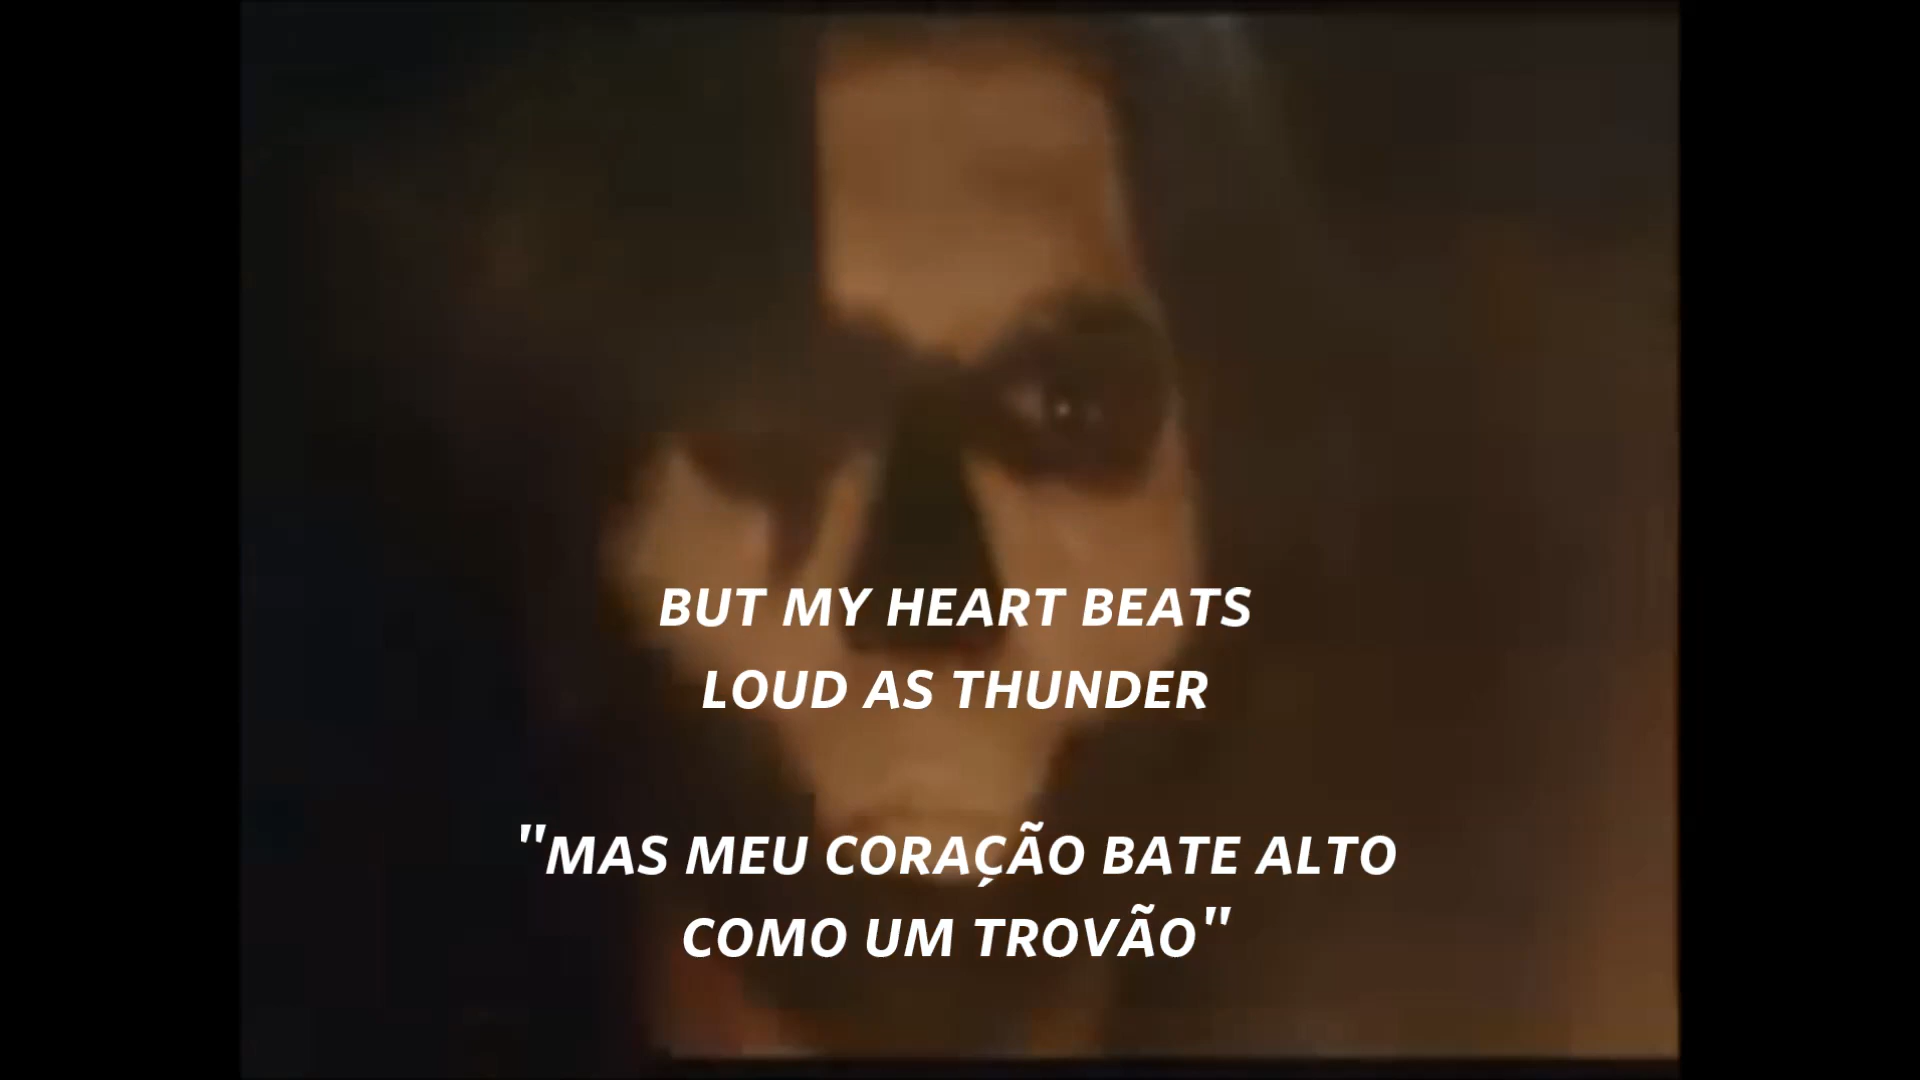 BUT MY HEART BEATS
LOUD AS THUNDER
"MAS MEU CORAÇÃO BATE ALTO
COMO UM TROVÃO"